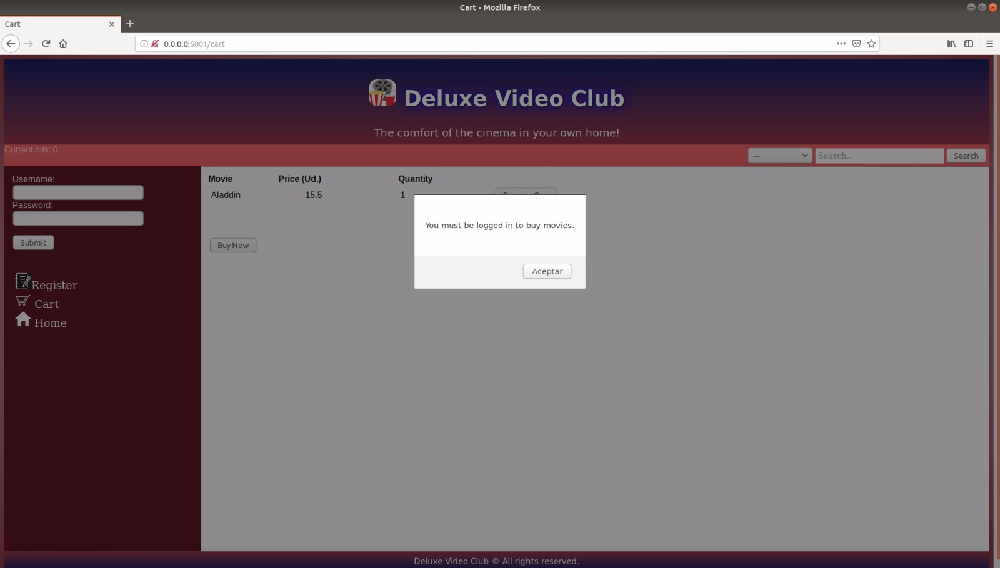 Cart - Mozilla Firefox
Cart
0.0.0.0:5001/cart
Deluxe Video Club
The comfort of the cinema in your own home!
Current hits: 0
--- Search.. Search
Username:
Password:
Submit
Register
Cart
Home
Movie Price (Ud.) Quantity
Aladdin 15.5 1 Remove One
Buy Now
You must be logged in to buy movies.
Aceptar
Deluxe Video Club © All rights reserved.